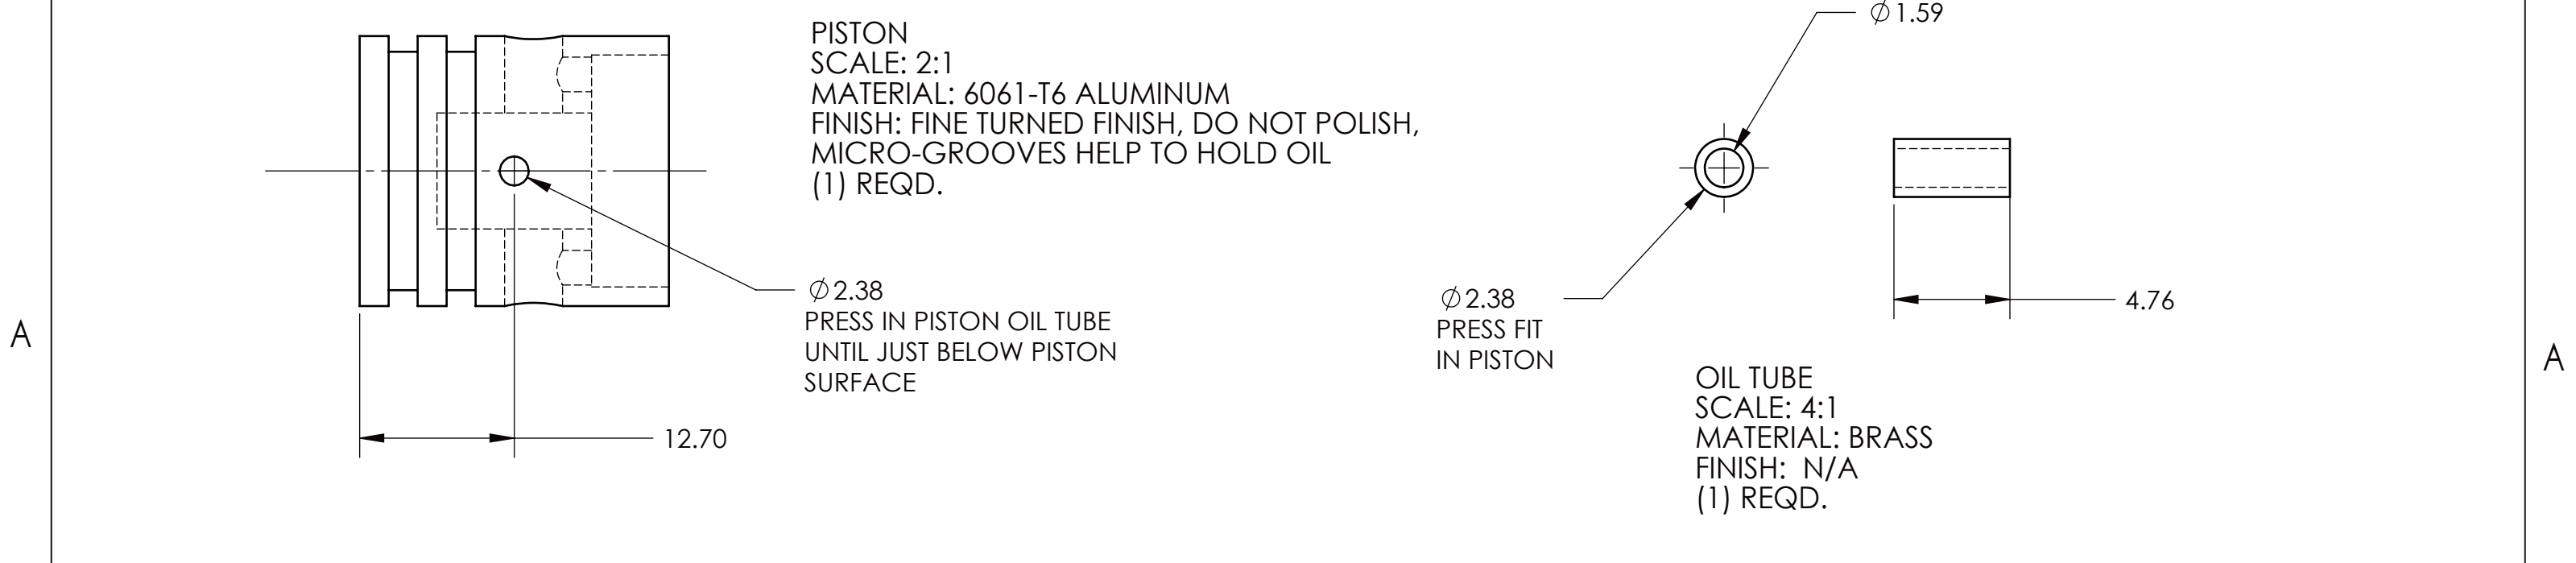 PISTON
SCALE: 2:1
MATERIAL: 6061-T6 ALUMINUM
FINISH: FINE TURNED FINISH, DO NOT POLISH,
MICRO-GROOVES HELP TO HOLD OIL
(1) REQD.
∅2.38
PRESS IN PISTON OIL TUBE
UNTIL JUST BELOW PISTON
SURFACE
12.70
∅1.59
∅2.38
PRESS FIT
IN PISTON
4.76
OIL TUBE
SCALE: 4:1
MATERIAL: BRASS
FINISH: N/A
(1) REQD.
A
A